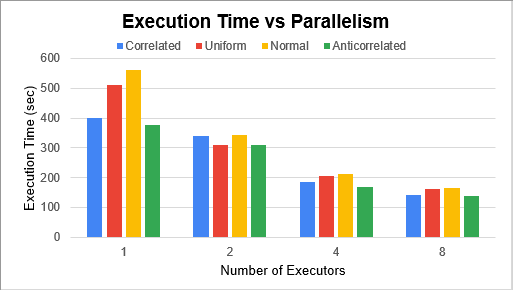 Execution Time vs Parallelism
Correlated Uniform Normal Anticorrelated
Execution Time (sec)
600
500
400
300
200
100
0
1 2 4 8
Number of Executors